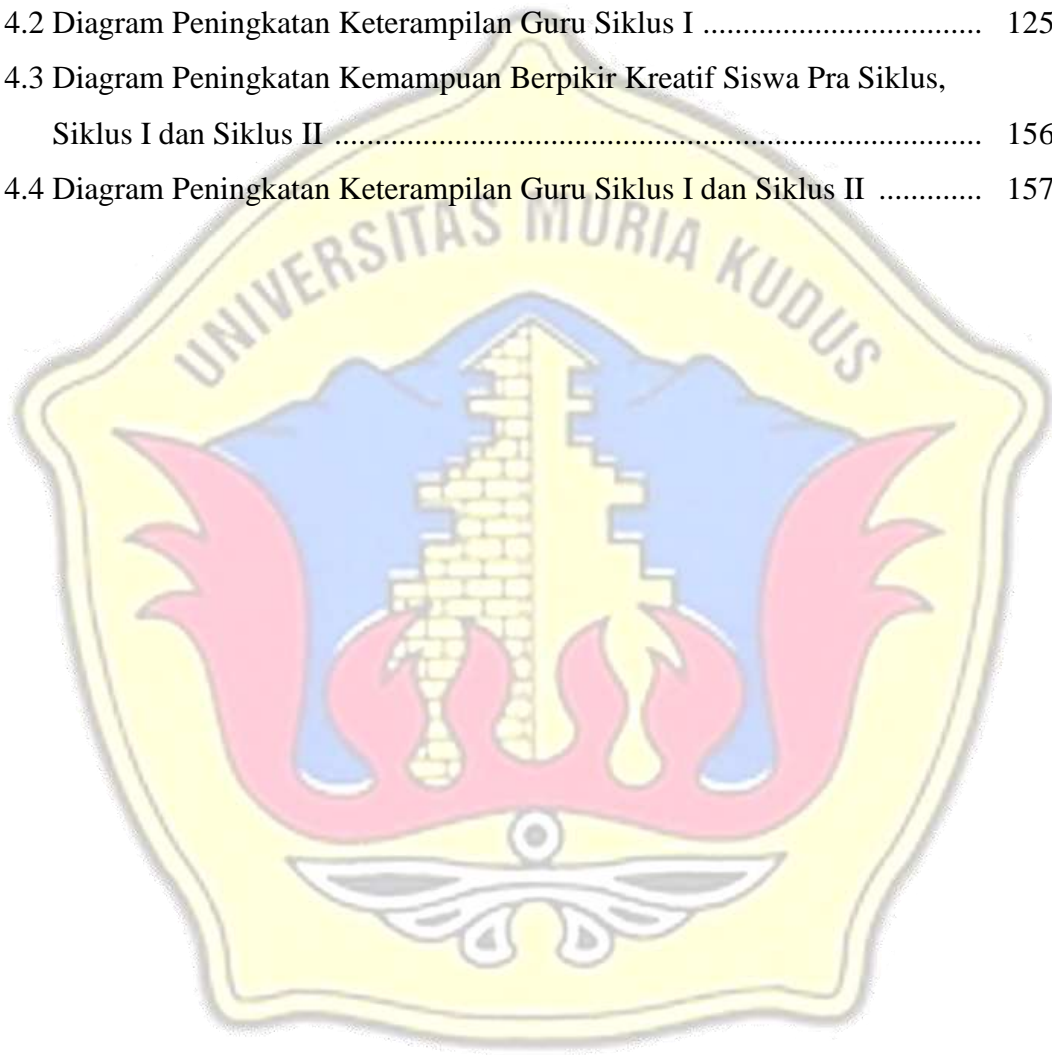 4.2 Diagram Peningkatan Keterampilan Guru Siklus I ................................... 125
4.3 Diagram Peningkatan Kemampuan Berpikir Kreatif Siswa Pra Siklus,
Siklus I dan Siklus II ................................................................................. 156
4.4 Diagram Peningkatan Keterampilan Guru Siklus I dan Siklus II ............. 157
UNIVERSITAS MURIA KUDUS